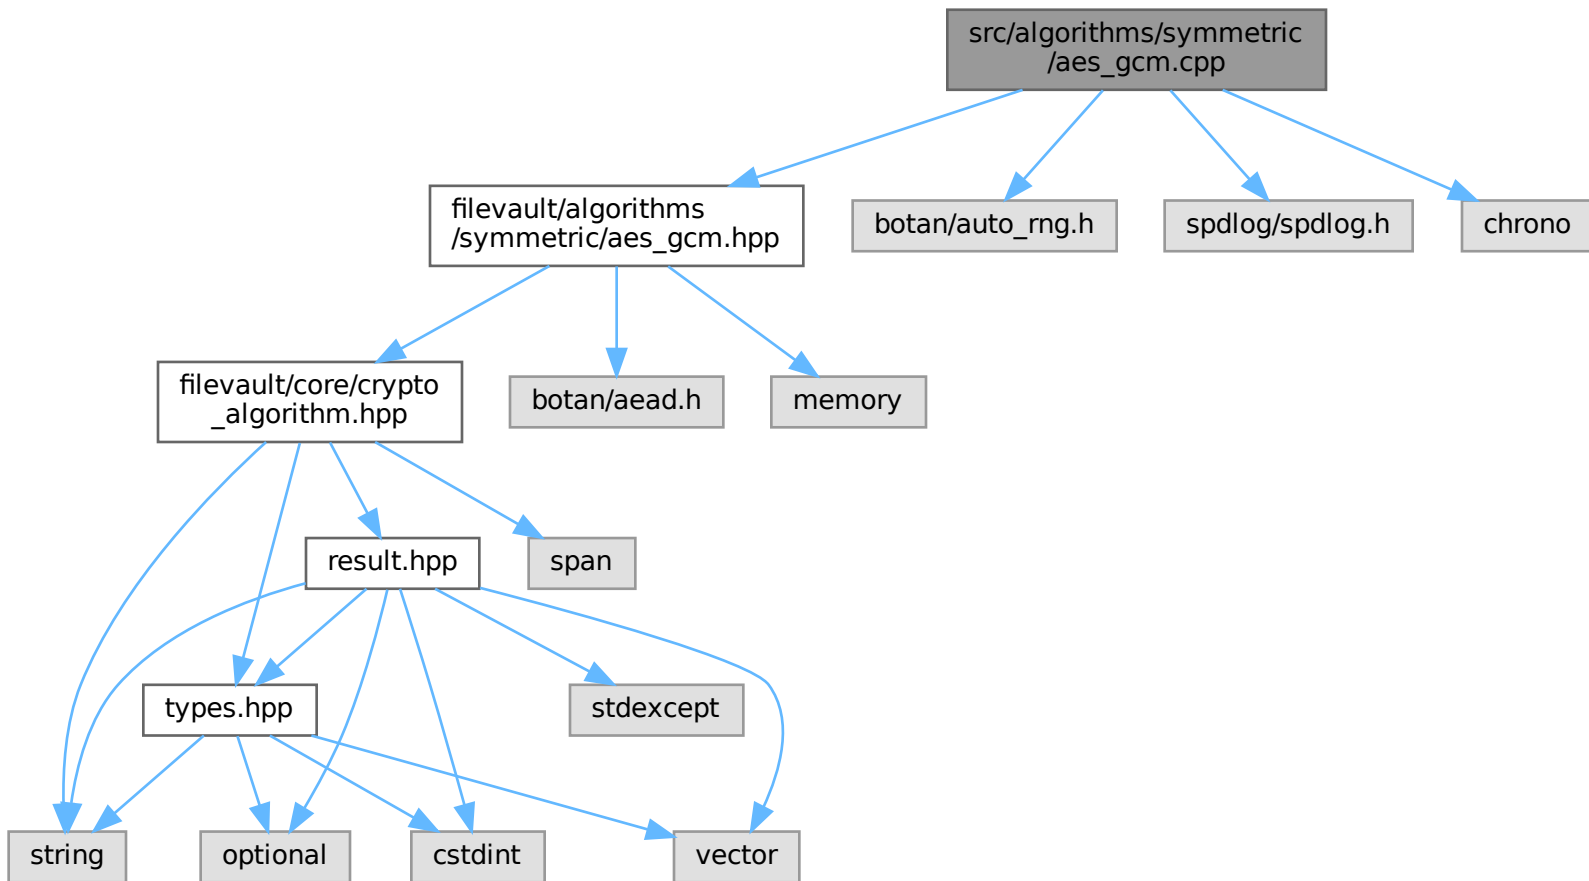 src/algorithms/symmetric
/aes_gcm.cpp
filevault/algorithms
/symmetric/aes_gcm.hpp
botan/auto_rng.h
spdlog/spdlog.h
chrono
filevault/core/crypto
_algorithm.hpp
botan/aead.h
memory
result.hpp
span
types.hpp
stdexcept
string
optional
cstdint
vector